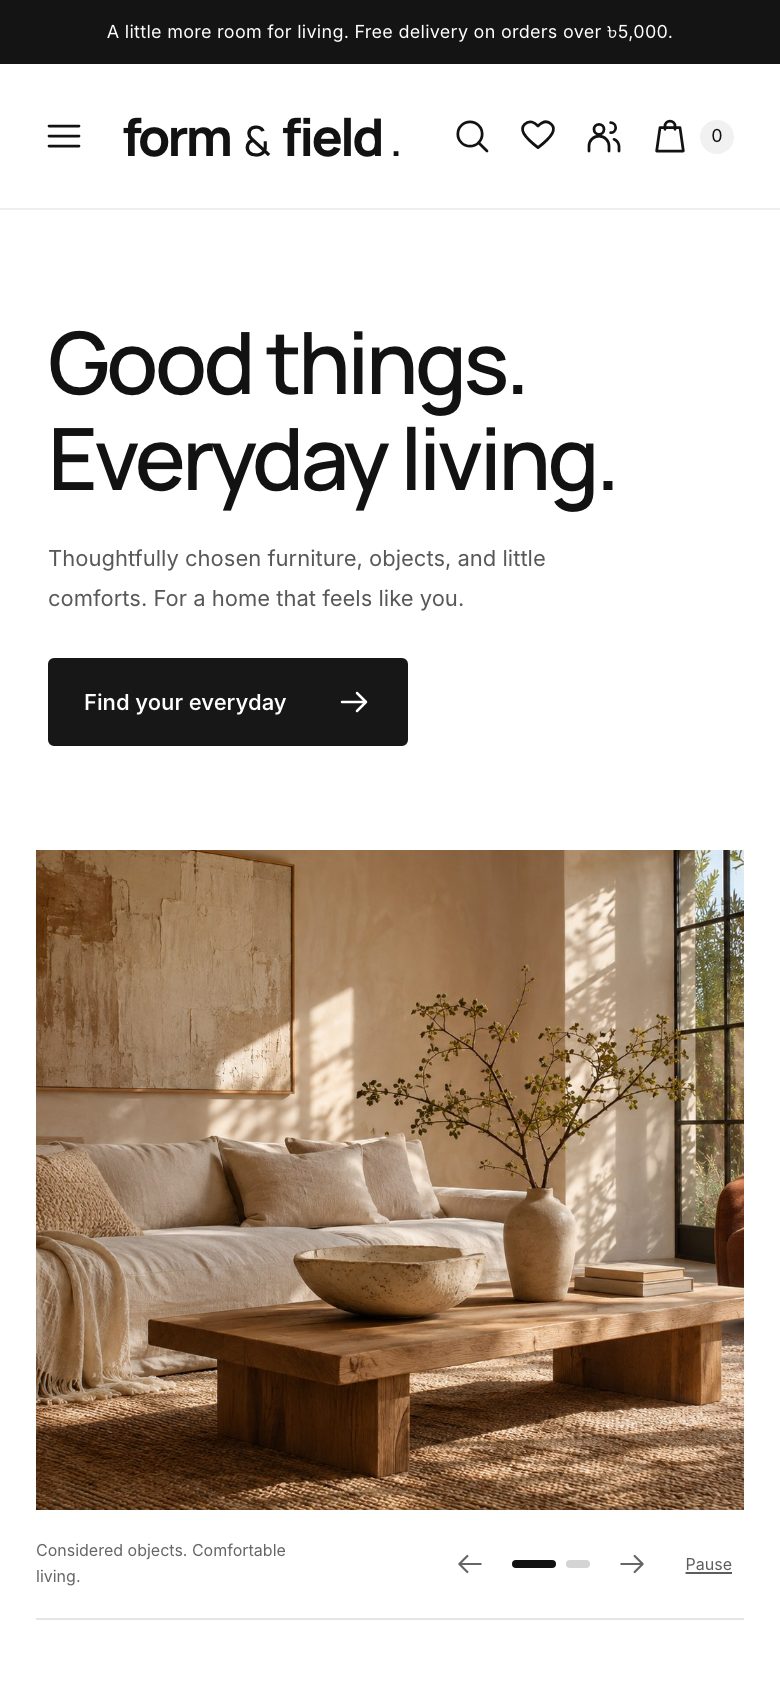 A little more room for living. Free delivery on orders over ৳5,000.
form & field .
0
Good things.
Everyday living.
Thoughtfully chosen furniture, objects, and little
comforts. For a home that feels like you.
Find your everyday
Considered objects. Comfortable
living.
Pause